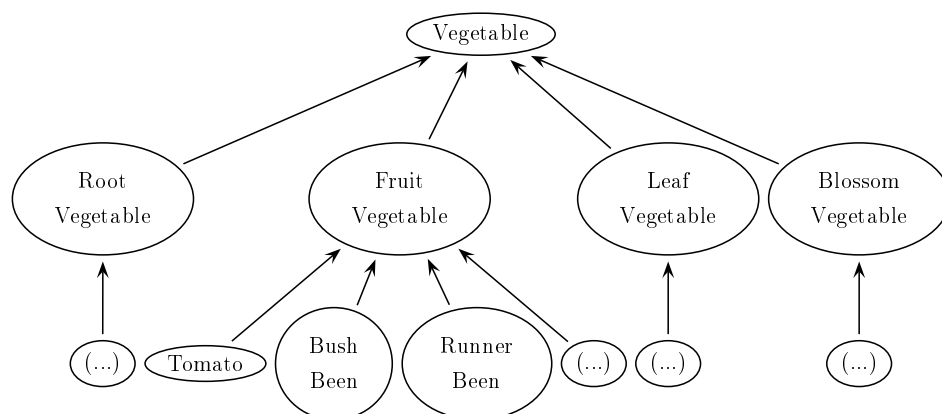 Vegetable
Root
Vegetable
Fruit
Vegetable
Leaf
Vegetable
Blossom
Vegetable
(...)
Tomato
Bush
Been
Runner
Been
(...)
(...)
(...)